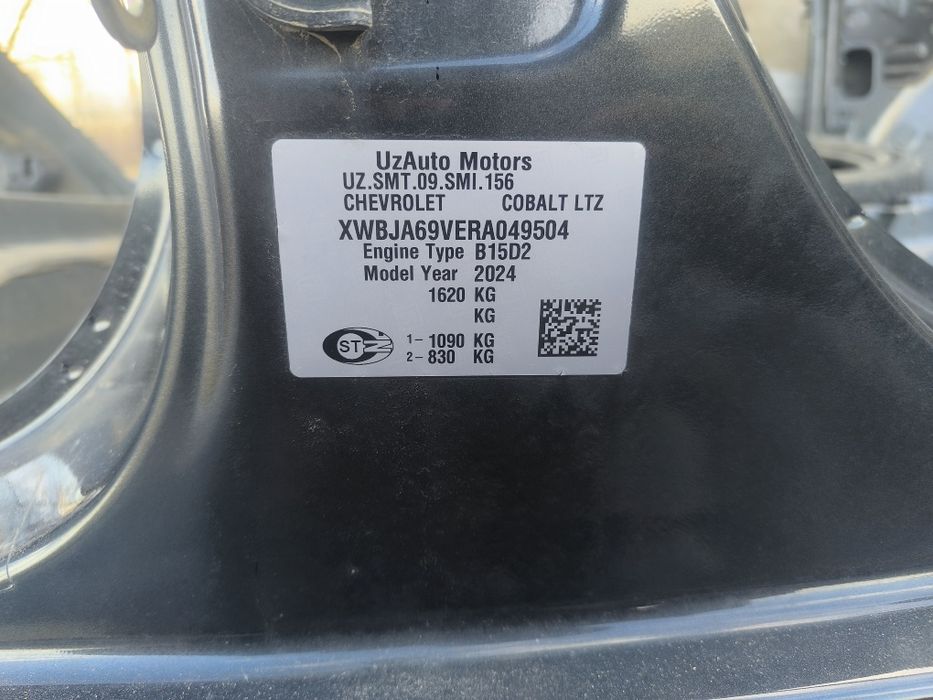 UzAuto Motors
UZ.SMT.09.SMI.156
CHEVROLET COBALT LTZ
XWBJA69VERA049504
Engine Type B15D2
Model Year 2024
1620 KG
KG
1- 1090 KG
2- 830 KG
ST